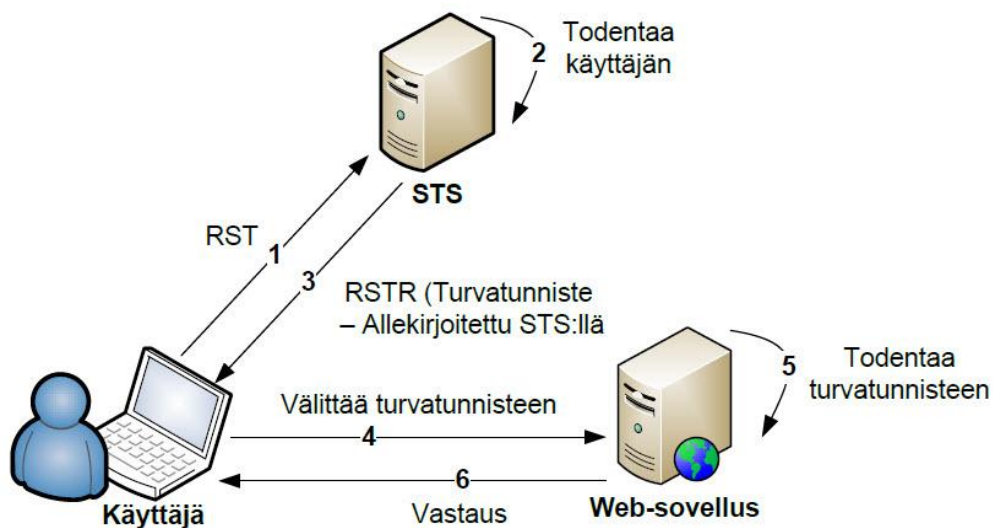 Todentaa
käyttäjän
2
STS
RST
1
3
RSTR (Turvatunniste
– Allekirjoitettu STS:llä
5
Todentaa
turvatunnisteen
Välittää turvatunnisteen
4
6
Vastaus
Käyttäjä
Web-sovellus